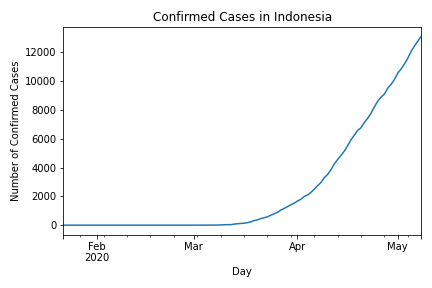 Confirmed Cases in Indonesia
Number of Confirmed Cases
12000
10000
8000
6000
4000
2000
0
Feb
2020
Mar
Apr
May
Day